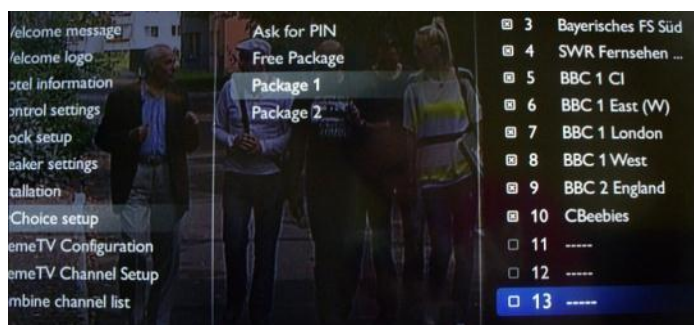 elcome message
elcome logo
otel information
ontrol settings
ock setup
eaker settings
tallation
Choice setup
emeTV Configuration
emeTV Channel Setup
mbine channel list
Ask for PIN
Free Package
Package 1
Package 2
3 Bayerisches FS Süd
4 SWR Fernsehen ...
5 BBC 1 CI
6 BBC 1 East (W)
7 BBC 1 London
8 BBC 1 West
9 BBC 2 England
10 CBeebies
11 -----
12 -----
13 -----